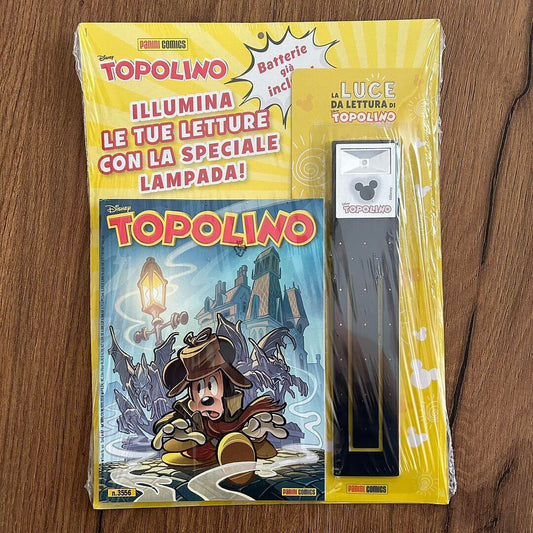 PANINI COMICS
Disney
TOPOLINO
Batterie
già
ILLUMINA
LE TUE LETTURE
CON LA SPECIALE
LAMPADA!
LA LUCE
DA LETTURA DI
TOPOLINO
TOPOLINO
Disney
TOPOLINO
n.3556
PANINI COMICS
PANINI COMICS